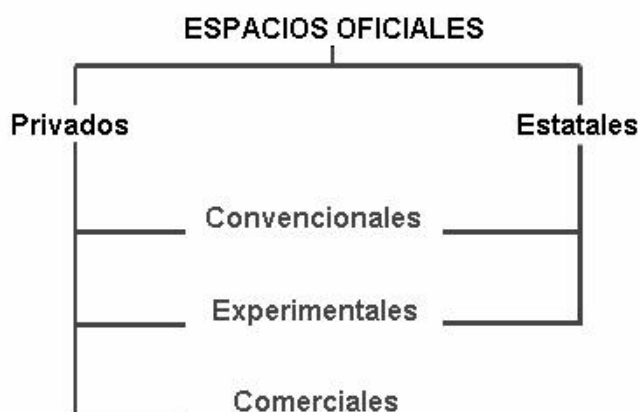 ESPACIOS OFICIALES
Privados Estatales
Convencionales
Experimentales
Comerciales